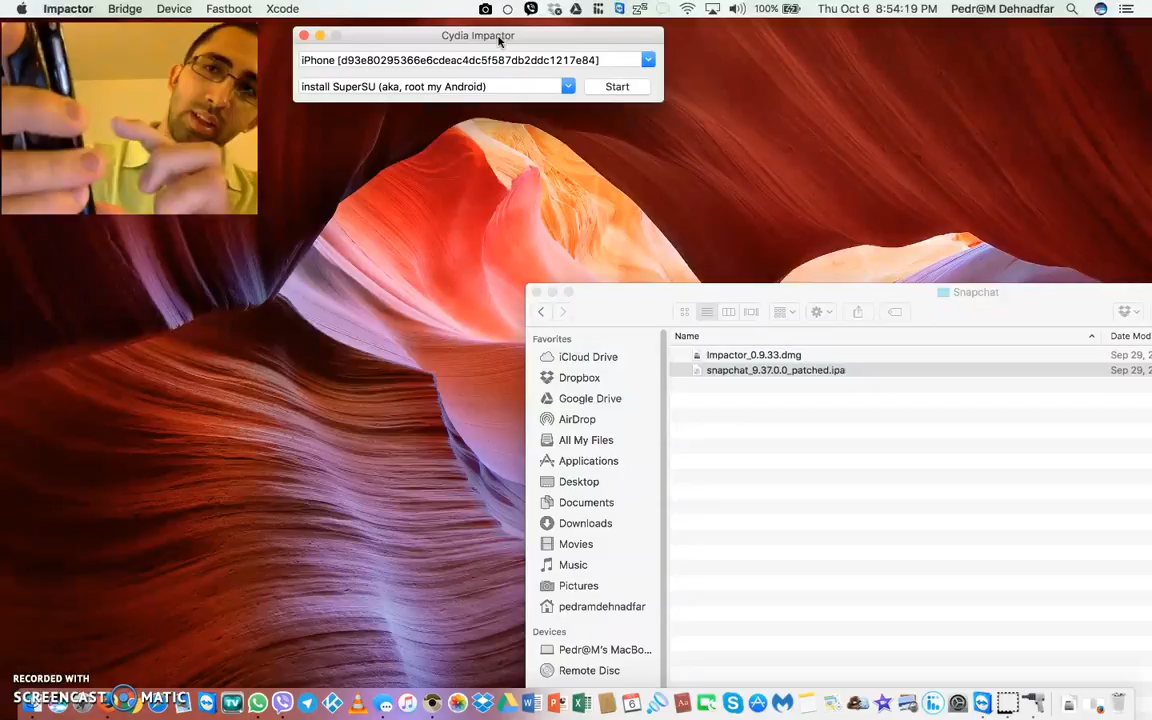 Impactor Bridge Device Fastboot Xcode 100% Thu Oct 6 8:54:19 PM Pedr@M Dehnadfar
Cydia Impactor
iPhone [d93e80295366e6cdeac4dc5f587db2ddc1217e84]
install SuperSU (aka, root my Android) Start
Snapchat
Name Date Mod
Favorites
iCloud Drive
Dropbox
Google Drive
AirDrop
All My Files
Applications
Desktop
Documents
Downloads
Movies
Music
Pictures
pedramdehnadfar
Devices
Pedr@M's MacBo...
Remote Disc
Impactor_0.9.33.dmg Sep 29, 2
snapchat_9.37.0.0_patched.ipa Sep 29, 2
RECORDED WITH
SCREENCAST MATIC